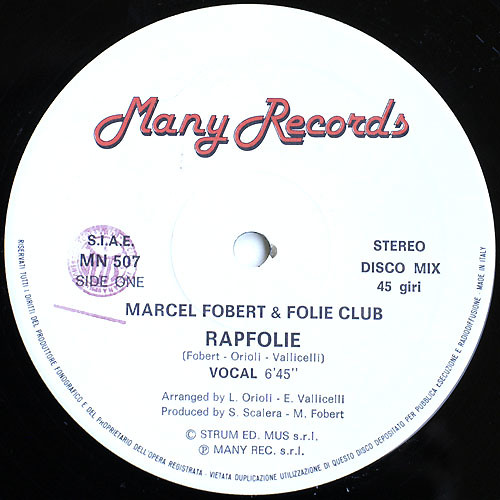 Many Records
S.I.A.E.
MN 507
SIDE ONE
STEREO
DISCO MIX
45 giri
MARCEL FOBERT & FOLIE CLUB
RAPFOLIE
(Fobert - Orioli - Vallicelli)
VOCAL 6'45"
Arranged by L. Orioli - E. Vallicelli
Produced by S. Scalera - M. Fobert
© STRUM ED. MUS s.r.l.
℗ MANY REC. s.r.l.
RISERVATI TUTTI I DIRITTI DEL PRODUTTORE FONOGRAFICO E DEL PROPRIETARIO DELL'OPERA REGISTRATA - VIETATA DUPLICAZIONE UTILIZZAZIONE DI QUESTO DISCO DEPOSITATO PER PUBBLICA ESECUZIONE E RADIODIFFUSIONE - MADE IN ITALY